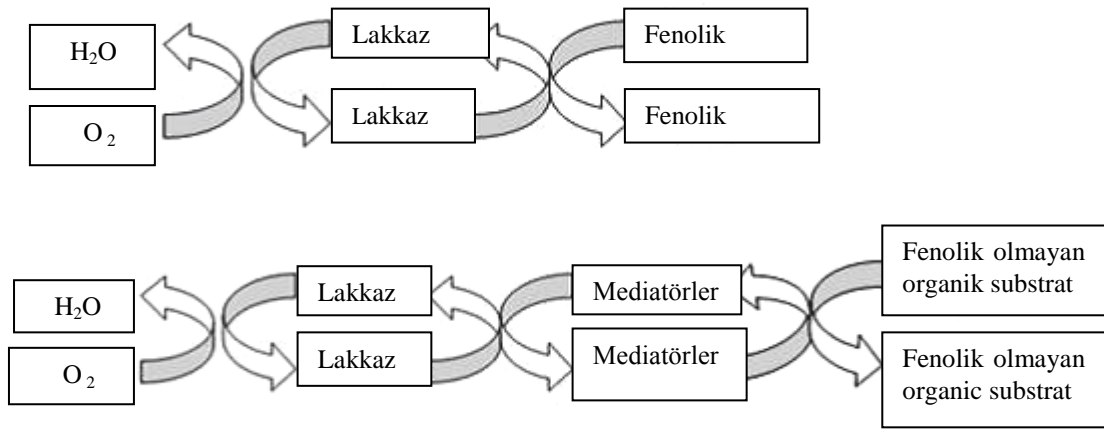 H₂O
Lakkaz
Fenolik
O₂
Lakkaz
Fenolik
H₂O
Lakkaz
Mediatörler
Fenolik olmayan
organik substrat
O₂
Lakkaz
Mediatörler
Fenolik olmayan
organic substrat